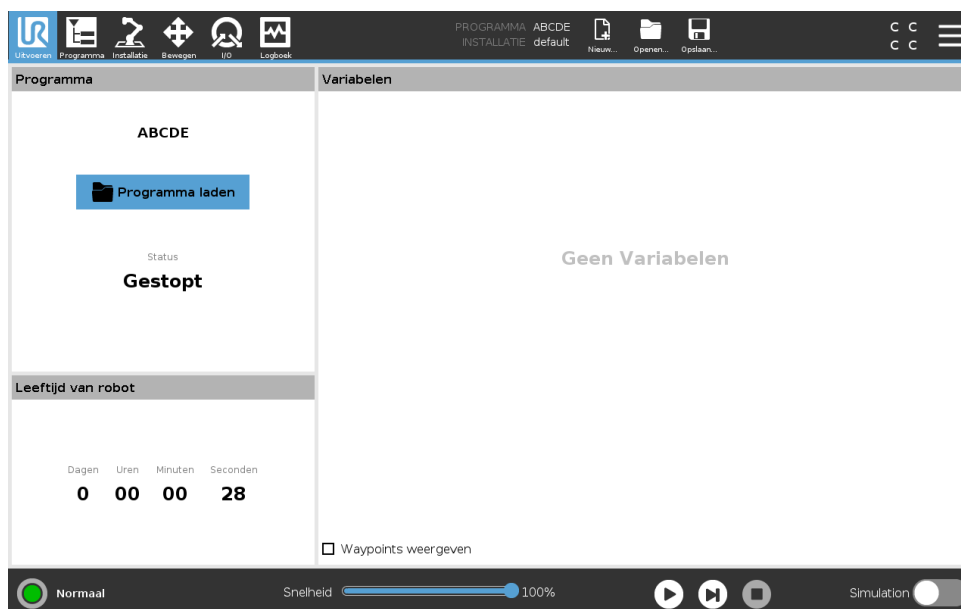 UR
Uitvoeren Programma Installatie Bewegen I/O Logboek
PROGRAMMA ABCDE
INSTALLATIE default
Nieuw... Openen... Opslaan...
C C
C C
Programma
ABCDE
Programma laden
Status
Gestopt
Variabelen
Geen Variabelen
Leeftijd van robot
Dagen Uren Minuten Seconden
0 00 00 28
Waypoints weergeven
Normaal
Snelheid 100%
Simulation